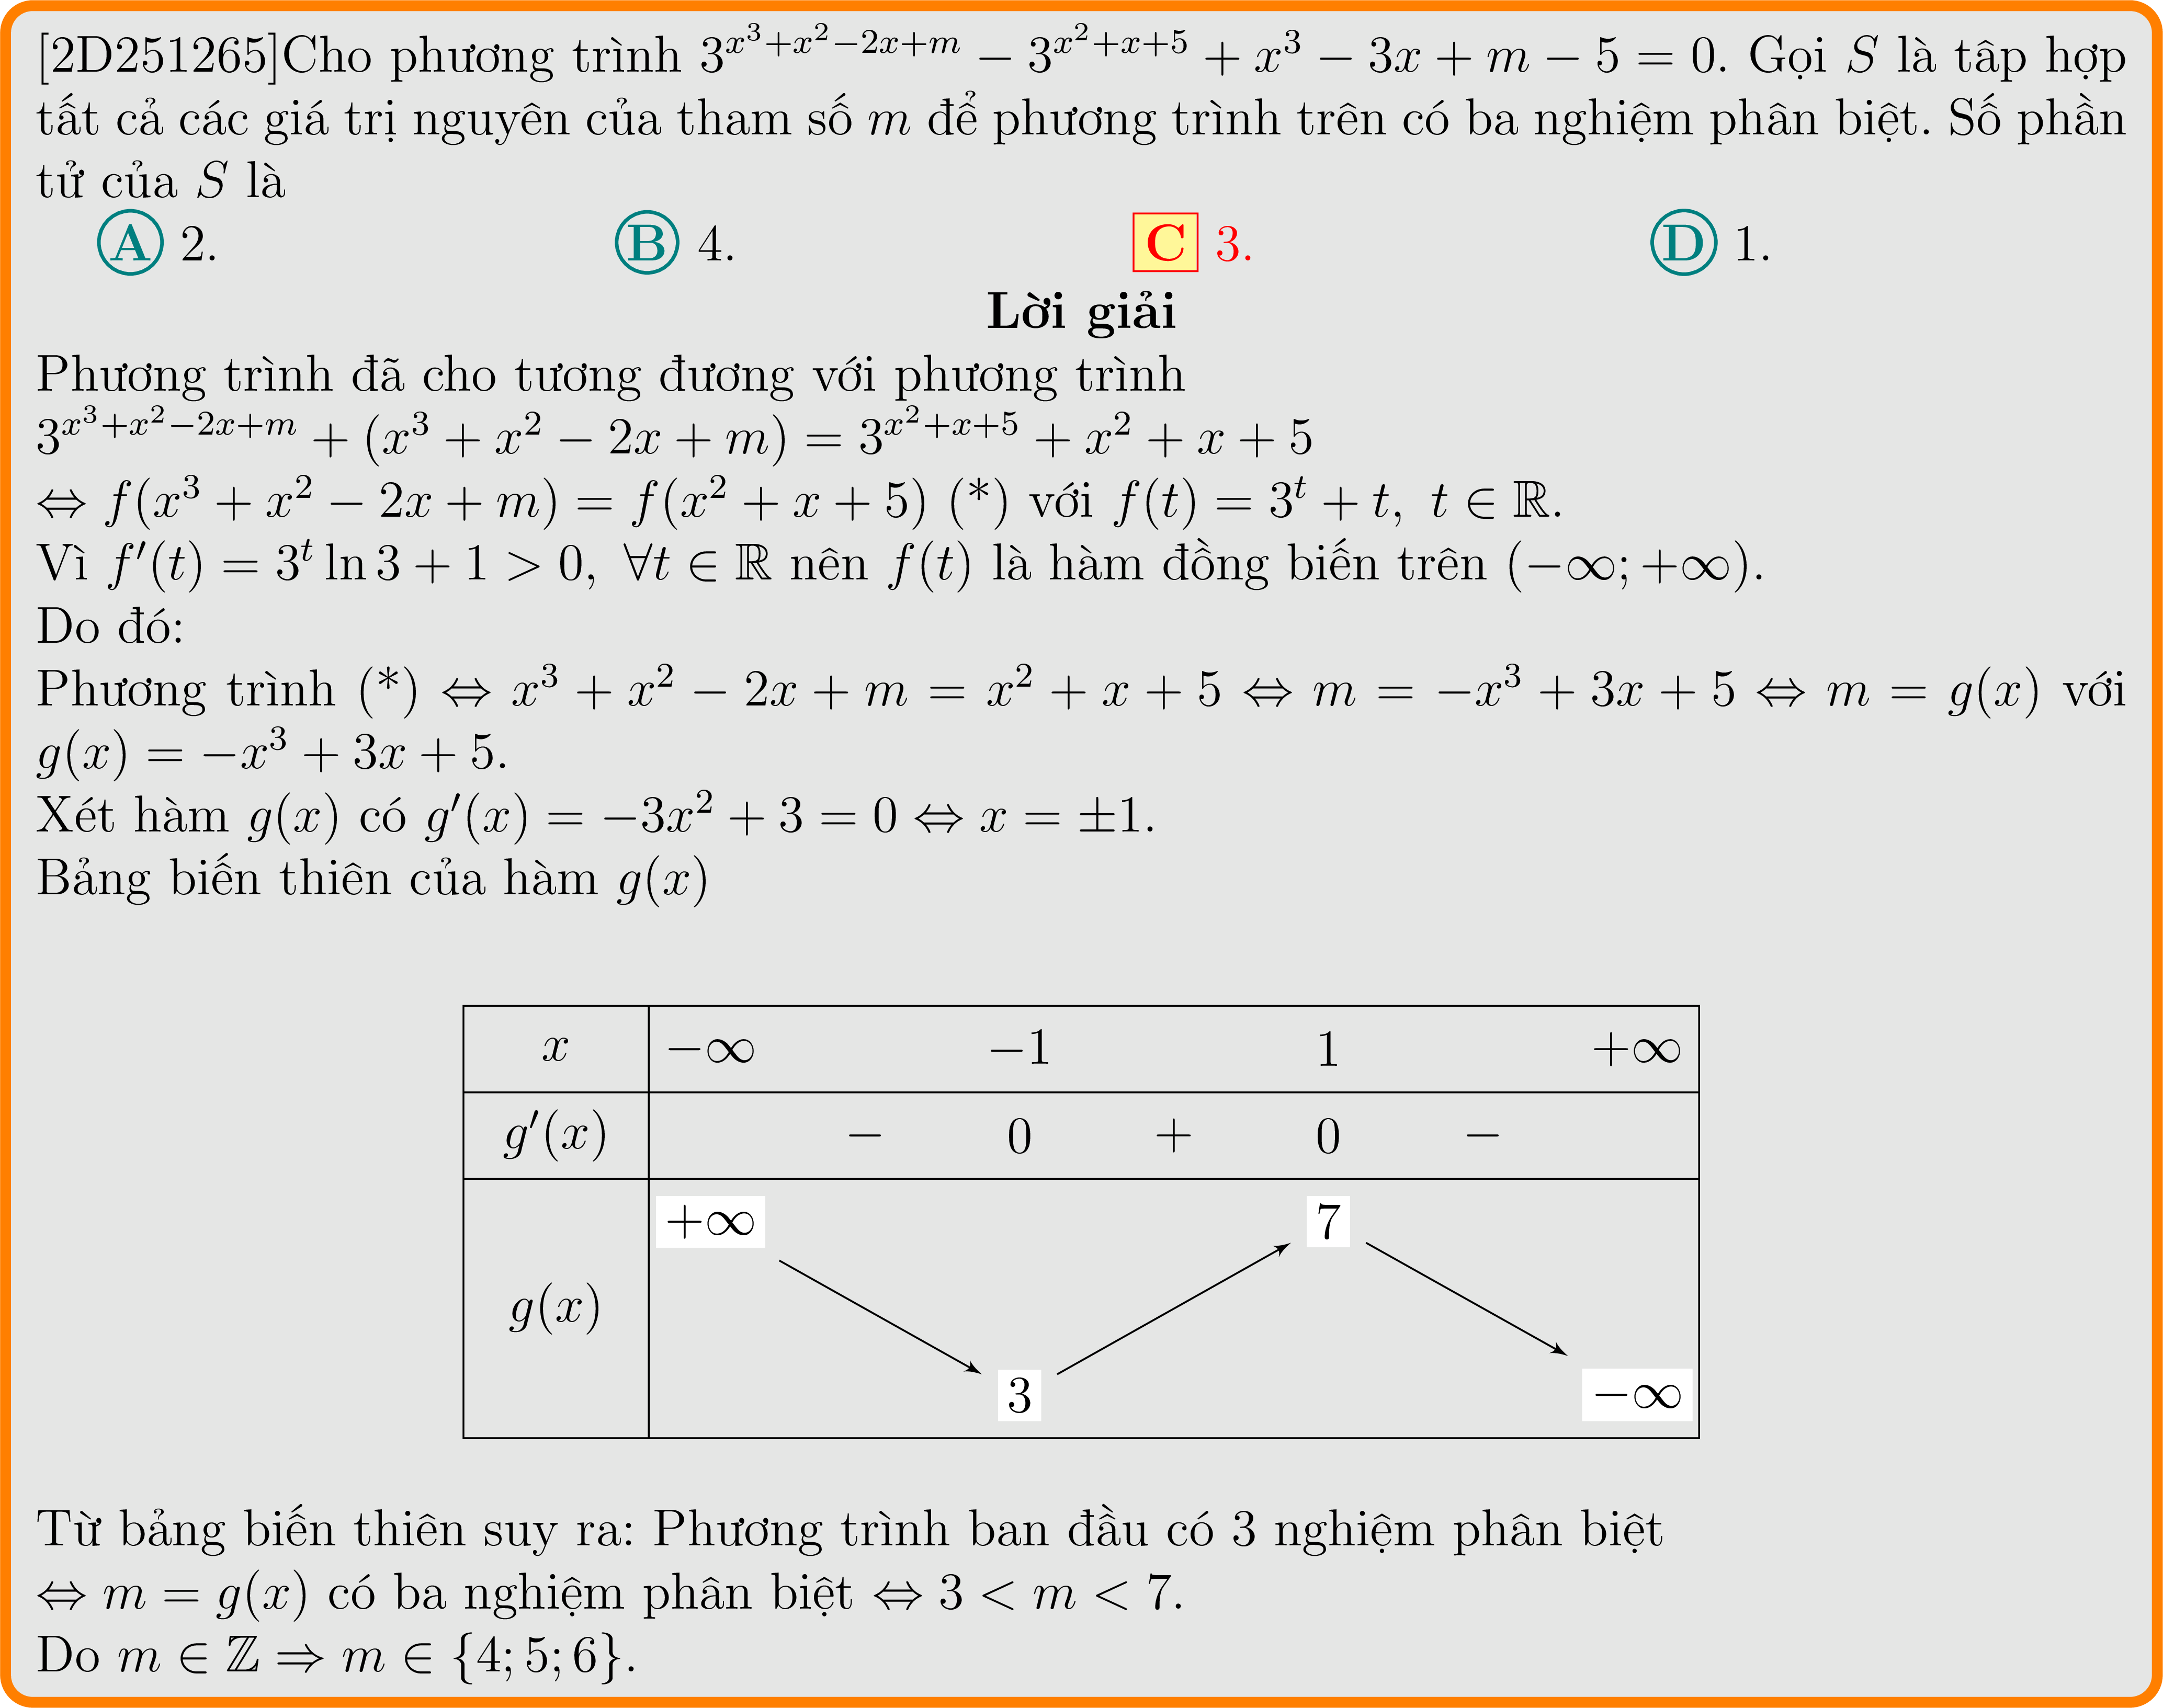 [2D251265]Cho phương trình $3^{x^3+x^2-2x+m} - 3^{x^2+x+5} + x^3 - 3x + m - 5 = 0$. Gọi $S$ là tâp hợp
tất cả các giá trị nguyên của tham số $m$ để phương trình trên có ba nghiệm phân biệt. Số phần
tử của $S$ là
A 2. B 4. C 3. D 1.
Lời giải
Phương trình đã cho tương đương với phương trình
$3^{x^3+x^2-2x+m} + (x^3 + x^2 - 2x + m) = 3^{x^2+x+5} + x^2 + x + 5$
$\Leftrightarrow f(x^3 + x^2 - 2x + m) = f(x^2 + x + 5)$ (*) với $f(t) = 3^t + t,\ t \in \mathbb{R}$.
Vì $f'(t) = 3^t \ln 3 + 1 > 0,\ \forall t \in \mathbb{R}$ nên $f(t)$ là hàm đồng biến trên $(-\infty; +\infty)$.
Do đó:
Phương trình (*) $\Leftrightarrow x^3 + x^2 - 2x + m = x^2 + x + 5 \Leftrightarrow m = -x^3 + 3x + 5 \Leftrightarrow m = g(x)$ với
$g(x) = -x^3 + 3x + 5$.
Xét hàm $g(x)$ có $g'(x) = -3x^2 + 3 = 0 \Leftrightarrow x = \pm 1$.
Bảng biến thiên của hàm $g(x)$
$x$ $-\infty$ $-1$ $1$ $+\infty$
$g'(x)$ $-$ $0$ $+$ $0$ $-$
$+\infty$ $7$
$g(x)$
$3$ $-\infty$
Từ bảng biến thiên suy ra: Phương trình ban đầu có 3 nghiệm phân biệt
$\Leftrightarrow m = g(x)$ có ba nghiệm phân biệt $\Leftrightarrow 3 < m < 7$.
Do $m \in \mathbb{Z} \Rightarrow m \in \{4; 5; 6\}$.